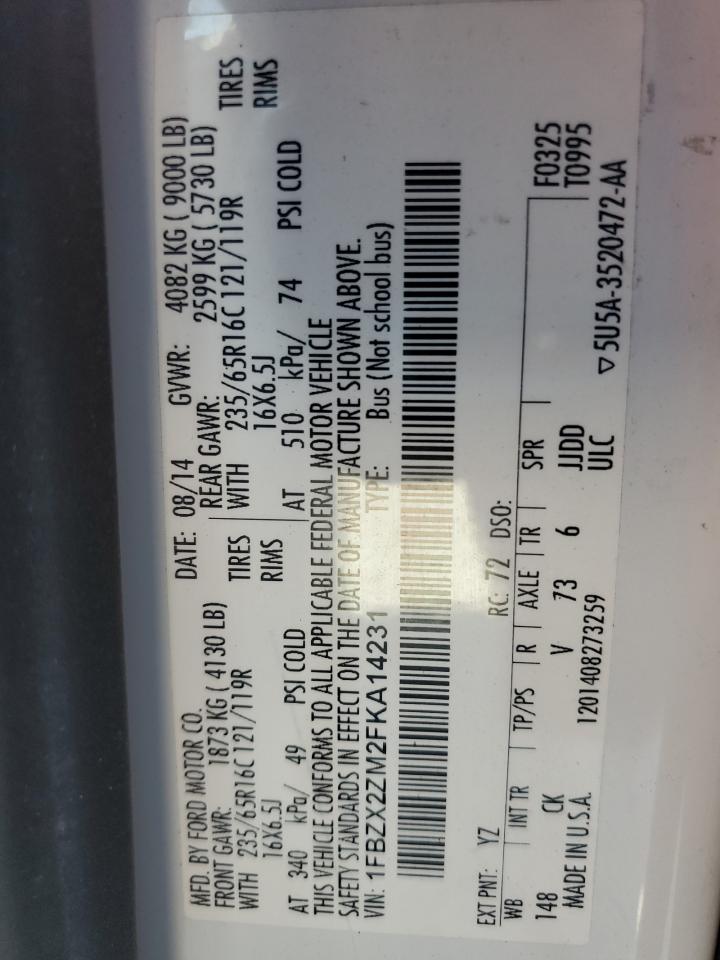 MFD. BY FORD MOTOR CO. DATE: 08/14 GVWR: 4082 KG ( 9000 LB)
FRONT GAWR: 1873 KG ( 4130 LB) REAR GAWR: 2599 KG ( 5730 LB)
WITH 235/65R16C 121/119R TIRES WITH 235/65R16C 121/119R TIRES
16X6.5J RIMS 16X6.5J RIMS
AT 340 kPa/ 49 PSI COLD AT 510 kPa/ 74 PSI COLD
THIS VEHICLE CONFORMS TO ALL APPLICABLE FEDERAL MOTOR VEHICLE
SAFETY STANDARDS IN EFFECT ON THE DATE OF MANUFACTURE SHOWN ABOVE.
VIN: 1FBZX2ZM2FKA14231 TYPE: Bus (Not school bus)
EXT PNT: YZ RC: 72 DSO: F0325
WB INT TR TP/PS R AXLE TR SPR T0995
148 CK V 73 6 JJDD
MADE IN U.S.A. 1201408273259 ULC ▽5U5A-3520472-AA